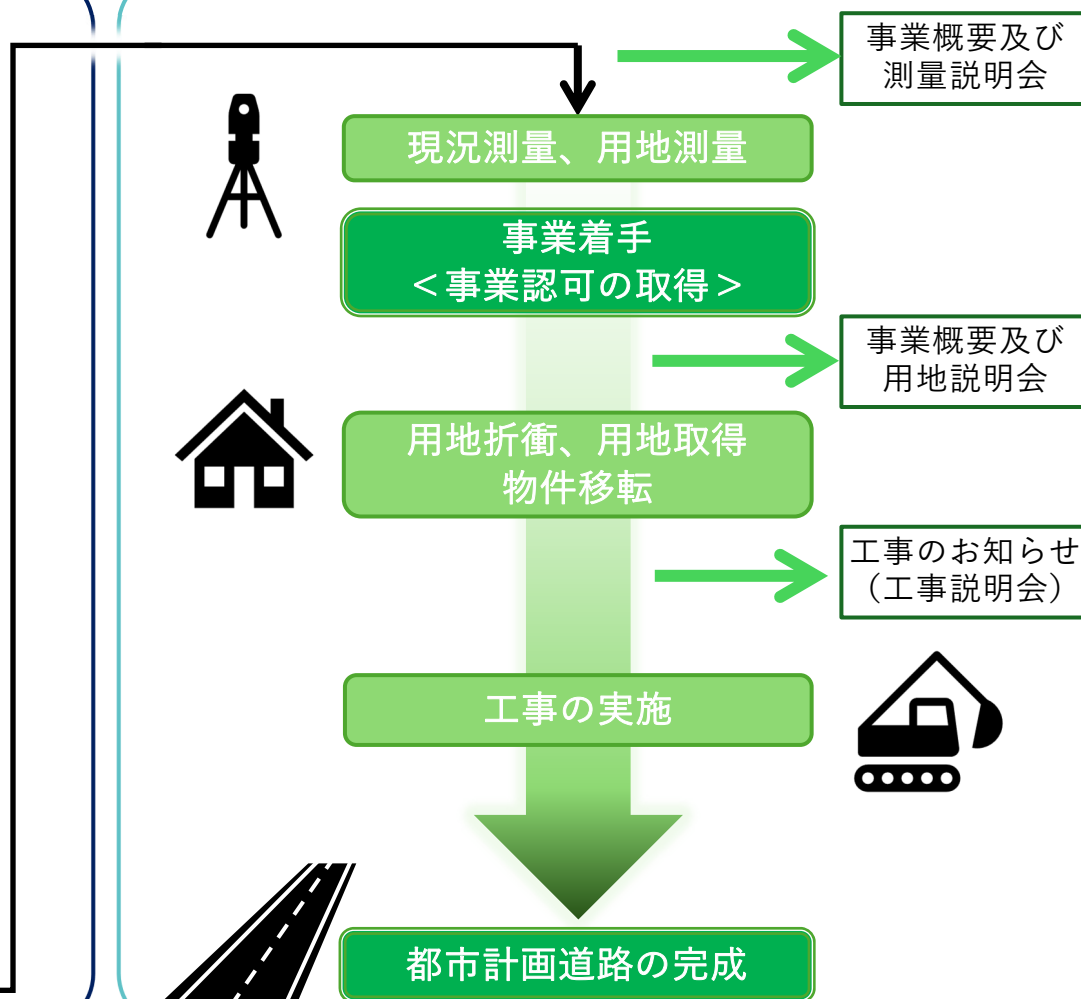 事業概要及び
測量説明会
現況測量、用地測量
事業着手
<事業認可の取得>
事業概要及び
用地説明会
用地折衝、用地取得
物件移転
工事のお知らせ
（工事説明会）
工事の実施
都市計画道路の完成